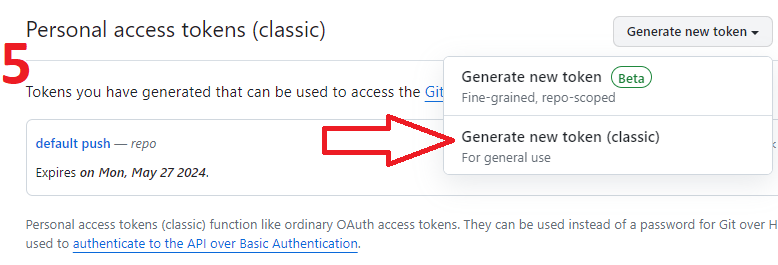 Personal access tokens (classic)
Generate new token
5
Generate new token Beta
Fine-grained, repo-scoped
Tokens you have generated that can be used to access the Git
Generate new token (classic)
For general use
default push — repo
Expires on Mon, May 27 2024.
Personal access tokens (classic) function like ordinary OAuth access tokens. They can be used instead of a password for Git over H
used to authenticate to the API over Basic Authentication.